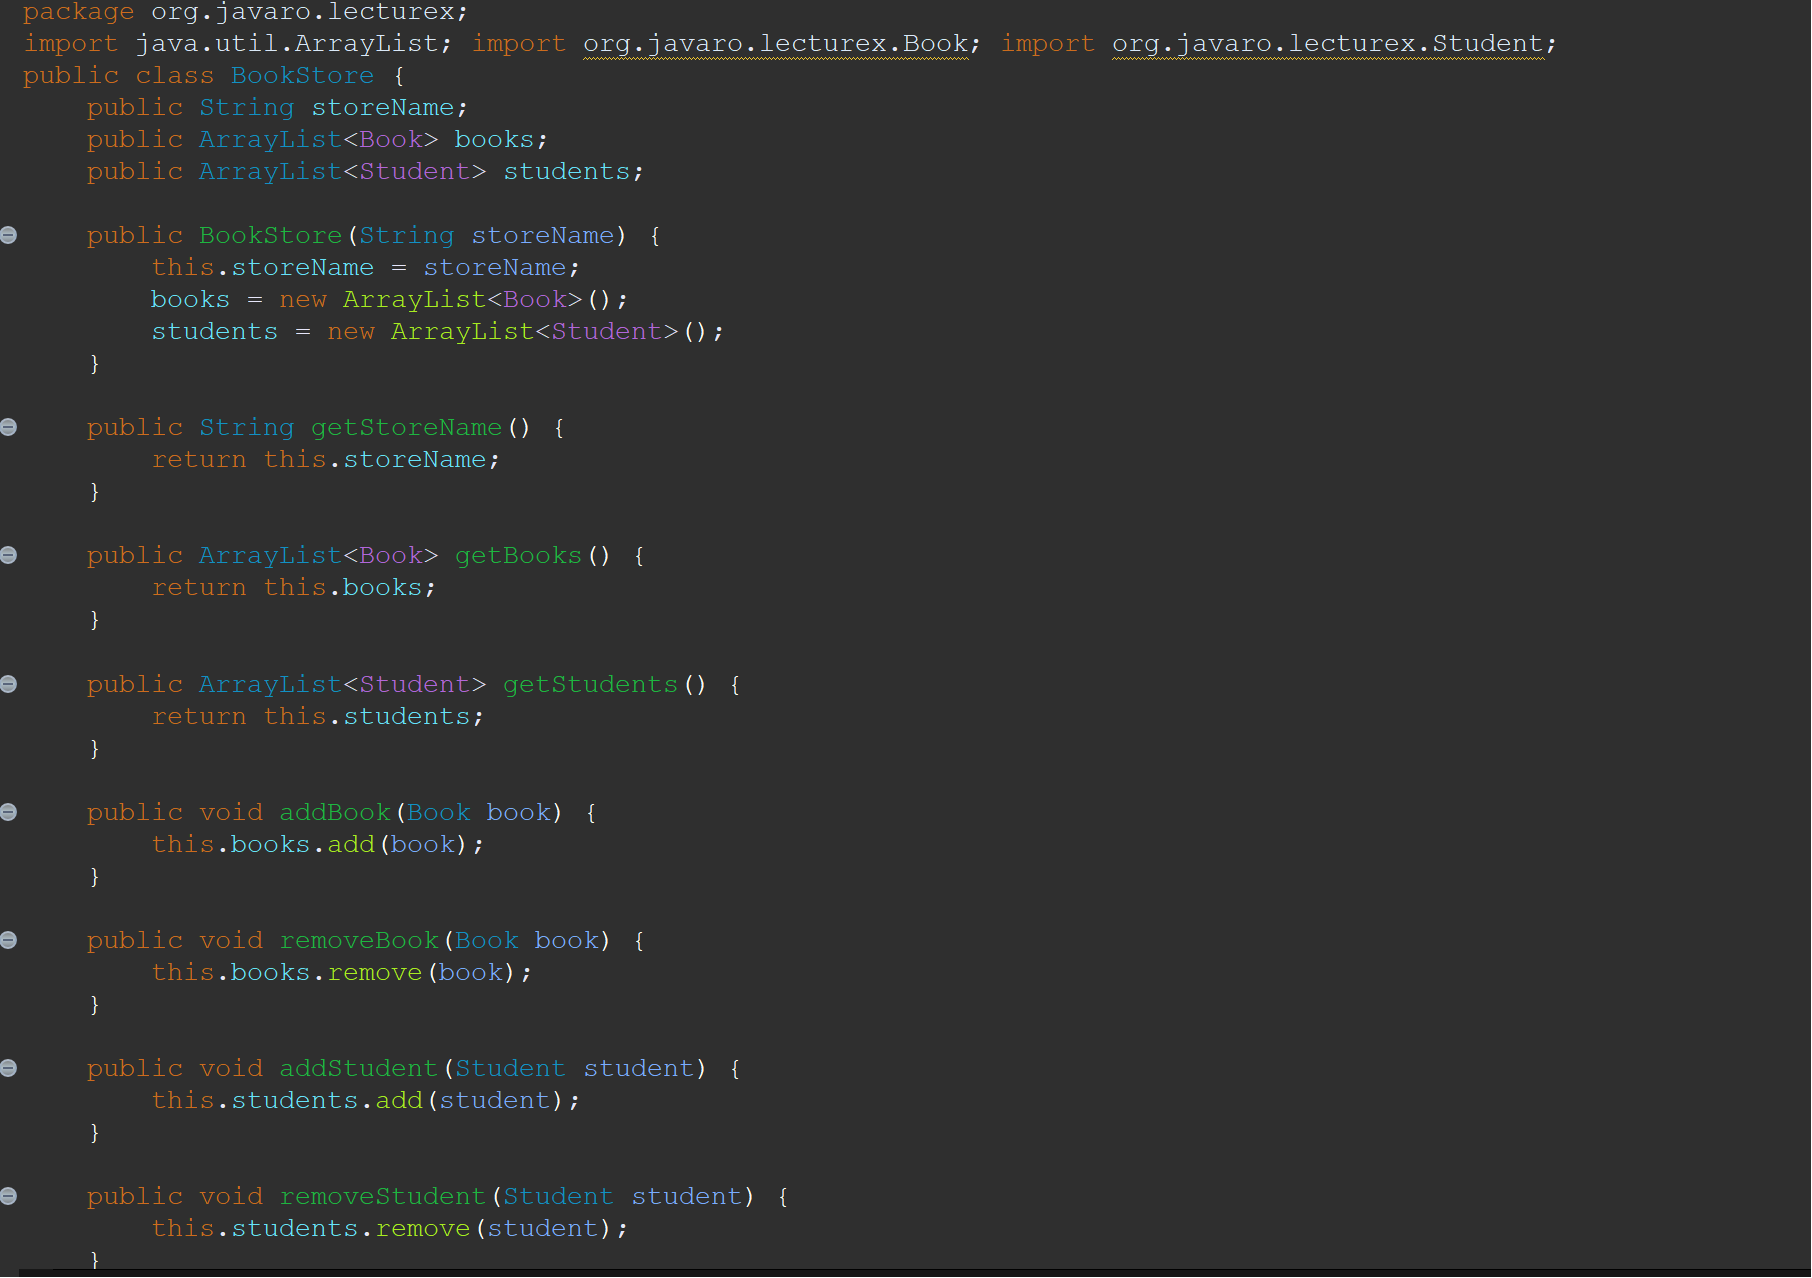 package org.javaro.lecturex;
import java.util.ArrayList; import org.javaro.lecturex.Book; import org.javaro.lecturex.Student;
public class BookStore {
    public String storeName;
    public ArrayList<Book> books;
    public ArrayList<Student> students;

    public BookStore(String storeName) {
        this.storeName = storeName;
        books = new ArrayList<Book>();
        students = new ArrayList<Student>();
    }

    public String getStoreName() {
        return this.storeName;
    }

    public ArrayList<Book> getBooks() {
        return this.books;
    }

    public ArrayList<Student> getStudents() {
        return this.students;
    }

    public void addBook(Book book) {
        this.books.add(book);
    }

    public void removeBook(Book book) {
        this.books.remove(book);
    }

    public void addStudent(Student student) {
        this.students.add(student);
    }

    public void removeStudent(Student student) {
        this.students.remove(student);
    }